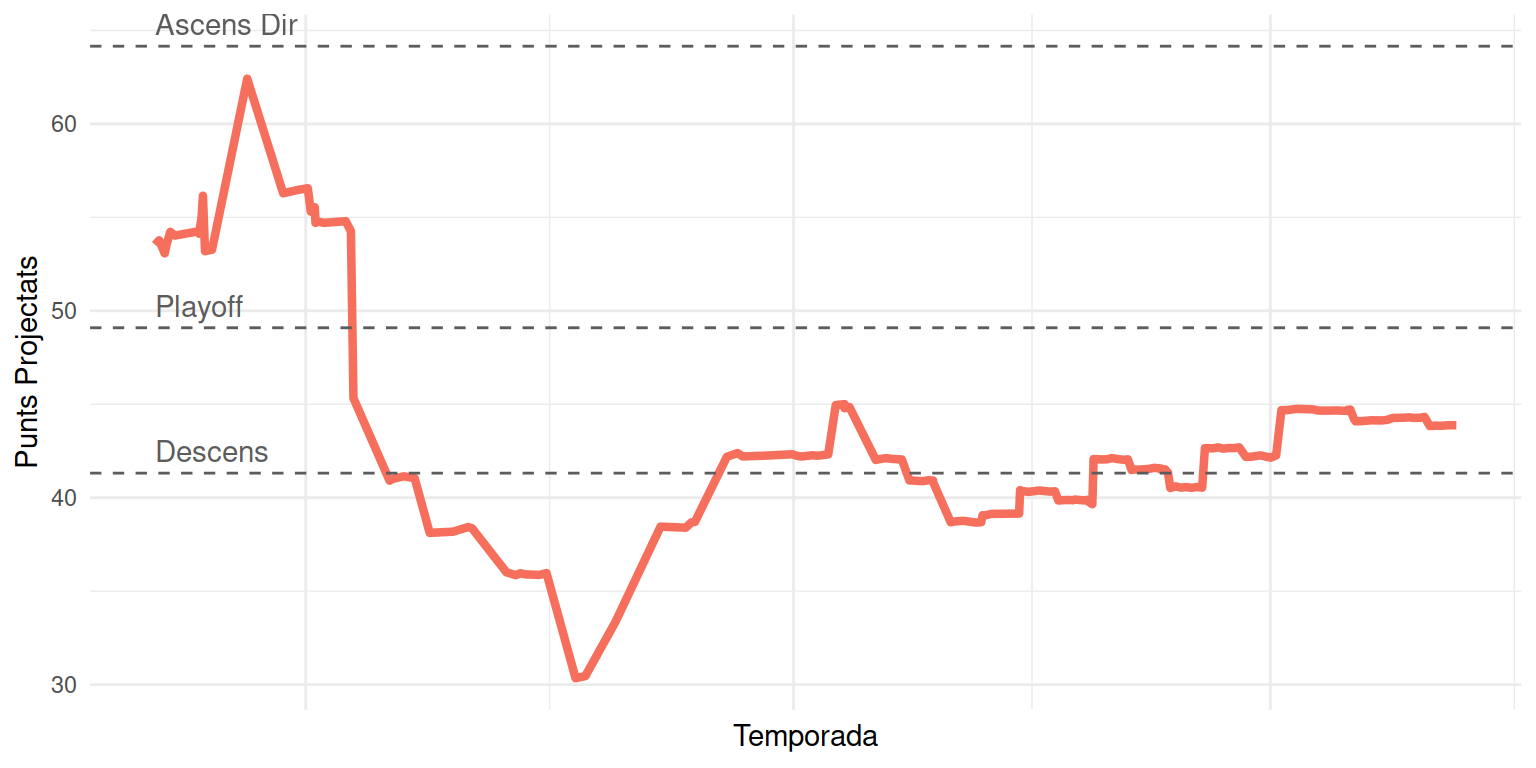 Ascens Dir
60
Playoff
50
Descens
40
30
Punts Projectats
Temporada